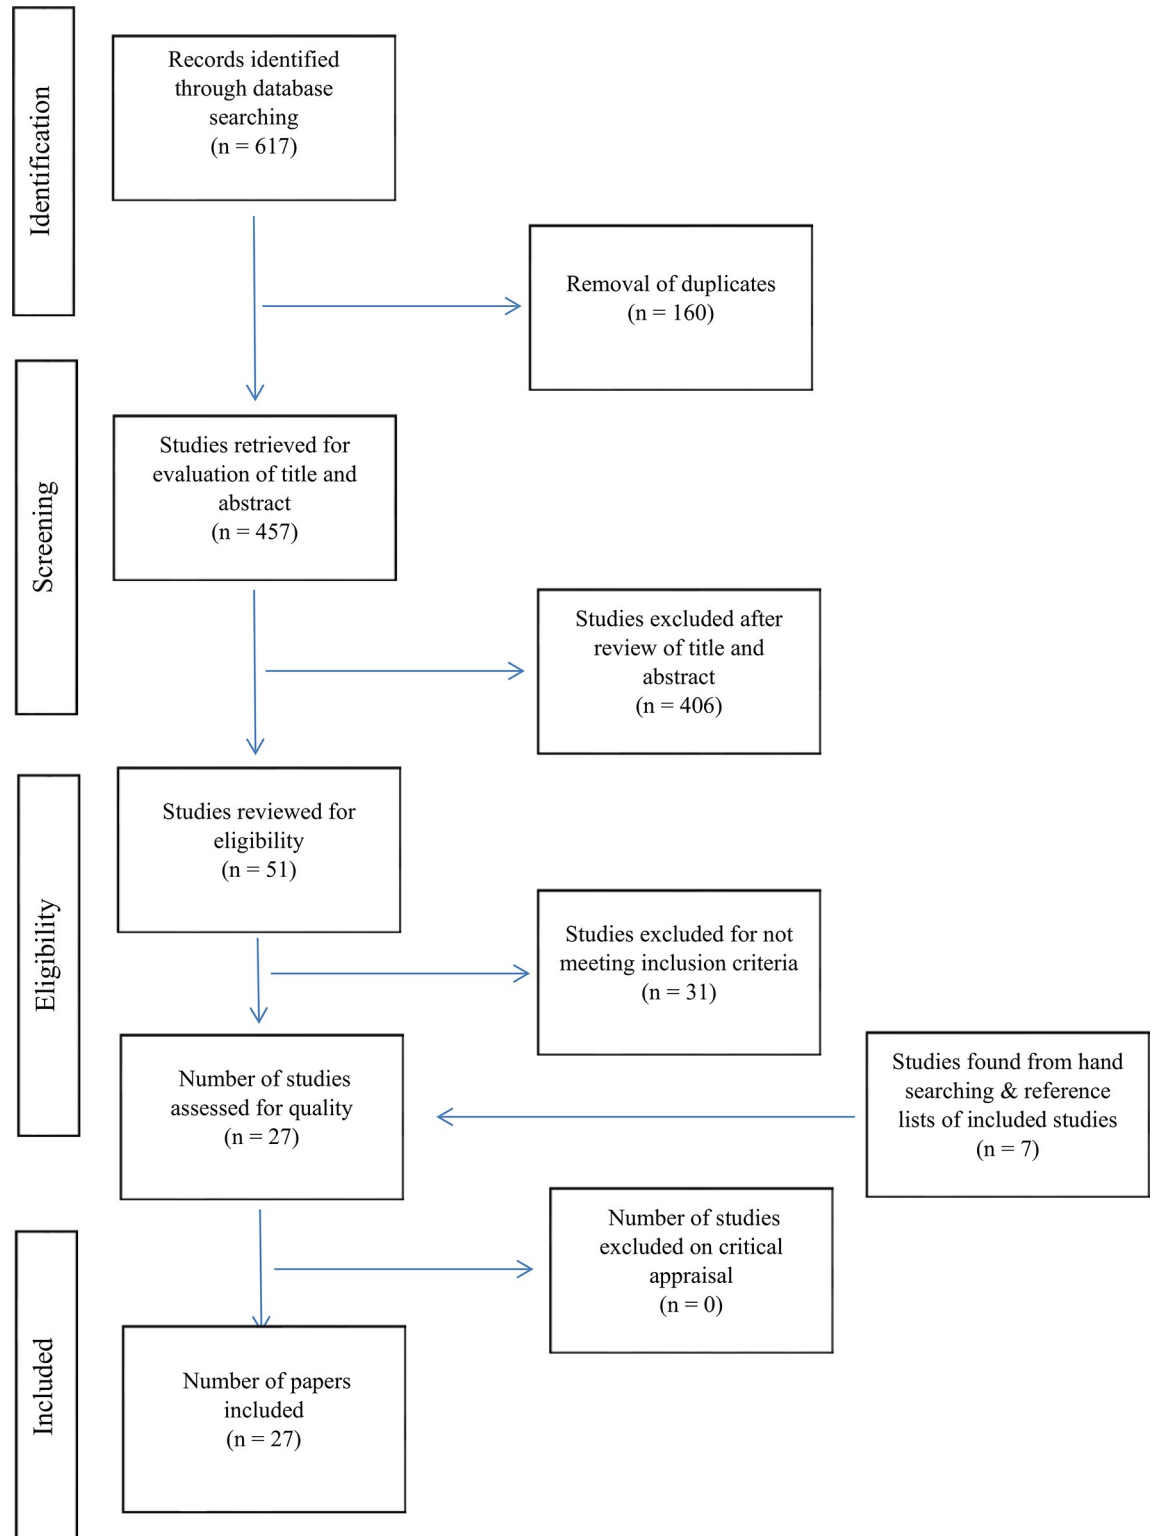 Identification
Records identified
through database
searching
(n = 617)
Removal of duplicates
(n = 160)
Screening
Studies retrieved for
evaluation of title and
abstract
(n = 457)
Studies excluded after
review of title and
abstract
(n = 406)
Eligibility
Studies reviewed for
eligibility
(n = 51)
Studies excluded for not
meeting inclusion criteria
(n = 31)
Number of studies
assessed for quality
(n = 27)
Studies found from hand
searching & reference
lists of included studies
(n = 7)
Number of studies
excluded on critical
appraisal
(n = 0)
Included
Number of papers
included
(n = 27)